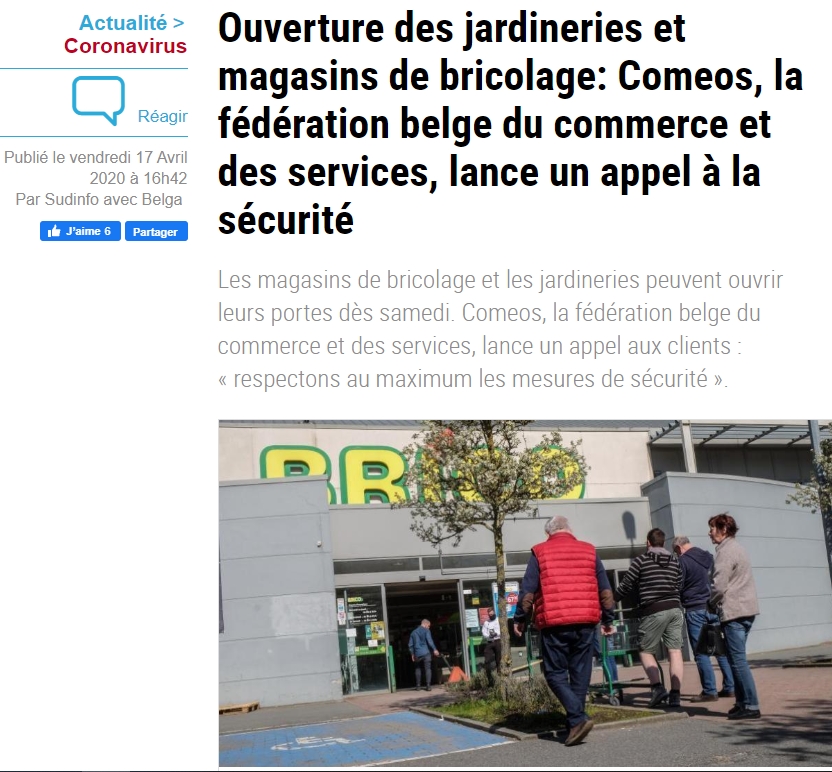 Actualité >
Coronavirus
Réagir
Publié le vendredi 17 Avril
2020 à 16h42
Par Sudinfo avec Belga
J'aime 6
Partager
Ouverture des jardineries et
magasins de bricolage: Comeos, la
fédération belge du commerce et
des services, lance un appel à la
sécurité
Les magasins de bricolage et les jardineries peuvent ouvrir
leurs portes dès samedi. Comeos, la fédération belge du
commerce et des services, lance un appel aux clients :
« respectons au maximum les mesures de sécurité ».
BRICO
BRICO